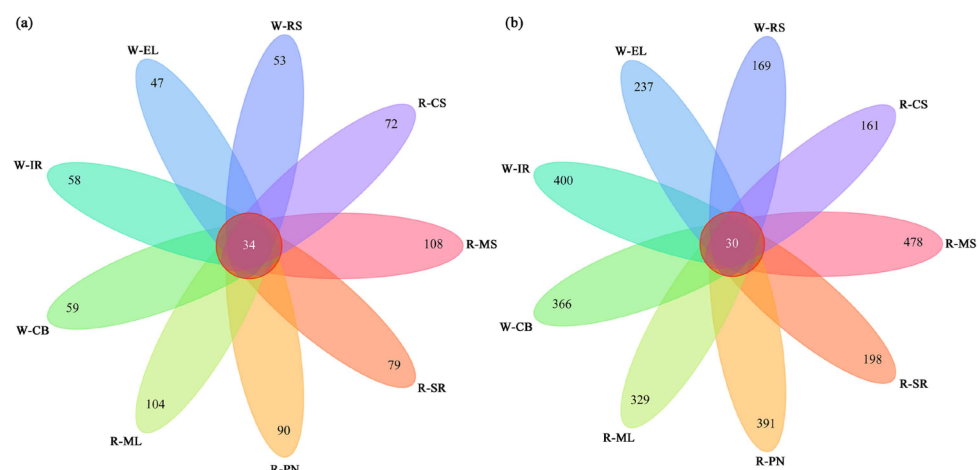 (a)
W-RS
53
W-EL
47
R-CS
72
W-IR
58
34
R-MS
108
W-CB
59
R-SR
79
R-ML
104
R-PN
90
(b)
W-RS
169
W-EL
237
R-CS
161
W-IR
400
30
R-MS
478
W-CB
366
R-SR
198
R-ML
329
R-PN
391